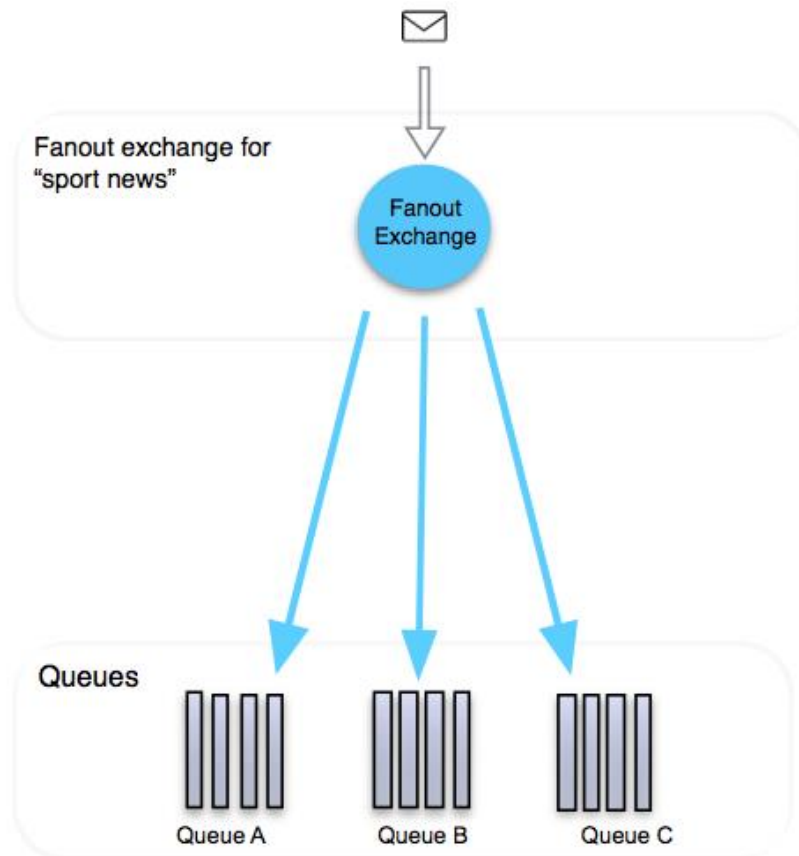 Fanout exchange for
“sport news”
Fanout
Exchange
Queues
Queue A
Queue B
Queue C